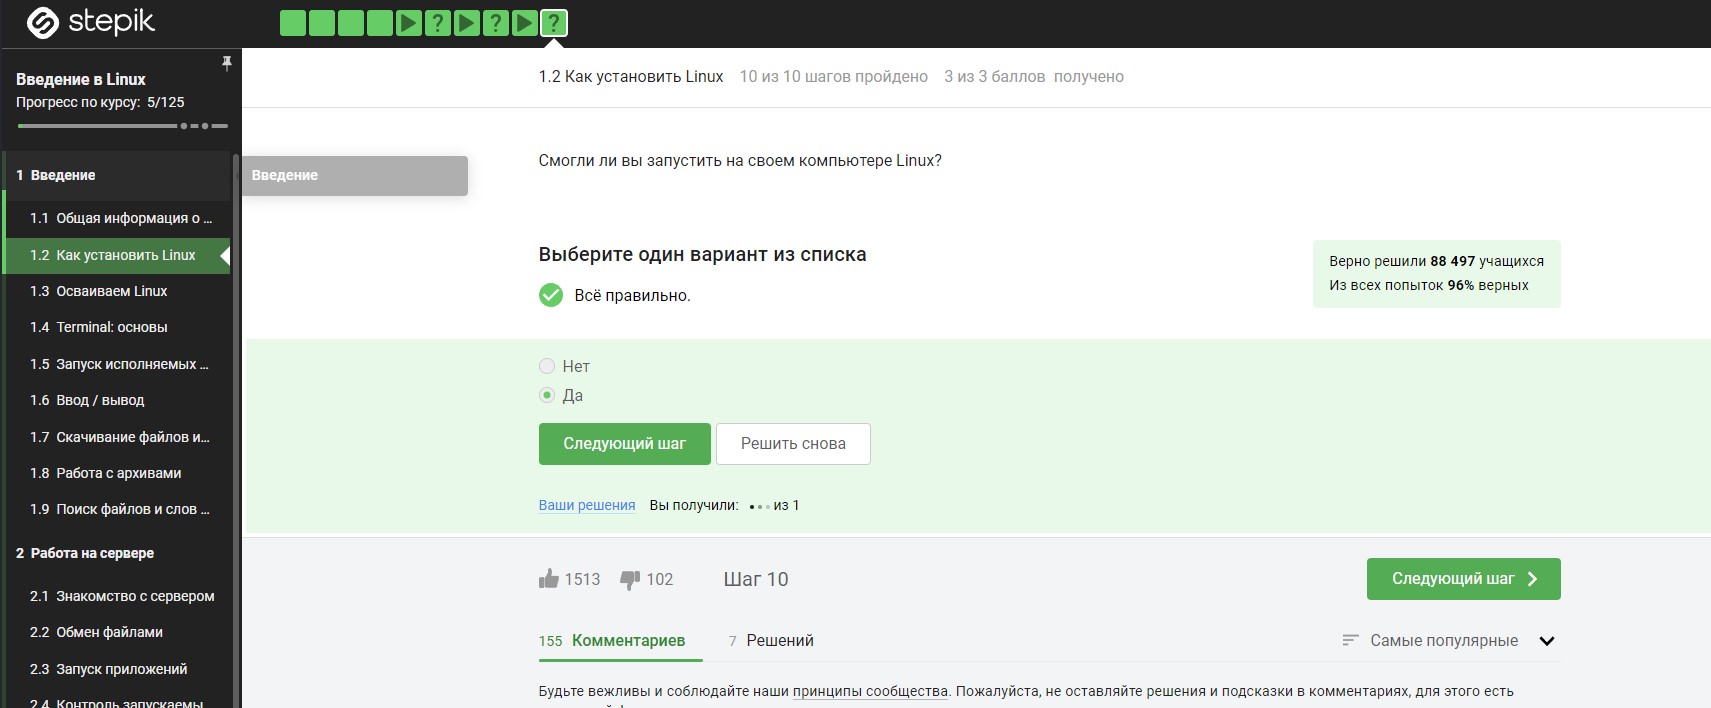 stepik
? ? ?
Введение в Linux
Прогресс по курсу: 5/125
1 Введение
Введение
1.1 Общая информация о ...
1.2 Как установить Linux
1.3 Осваиваем Linux
1.4 Terminal: основы
1.5 Запуск исполняемых ...
1.6 Ввод / вывод
1.7 Скачивание файлов и...
1.8 Работа с архивами
1.9 Поиск файлов и слов ...
2 Работа на сервере
2.1 Знакомство с сервером
2.2 Обмен файлами
2.3 Запуск приложений
2.4 Контроль запускаемы
1.2 Как установить Linux 10 из 10 шагов пройдено 3 из 3 баллов получено
Смогли ли вы запустить на своем компьютере Linux?
Выберите один вариант из списка
Всё правильно.
Верно решили 88 497 учащихся
Из всех попыток 96% верных
Нет
Да
Следующий шаг Решить снова
Ваши решения Вы получили: ... из 1
1513 102 Шаг 10 Следующий шаг
155 Комментариев 7 Решений Самые популярные
Будьте вежливы и соблюдайте наши принципы сообщества. Пожалуйста, не оставляйте решения и подсказки в комментариях, для этого есть